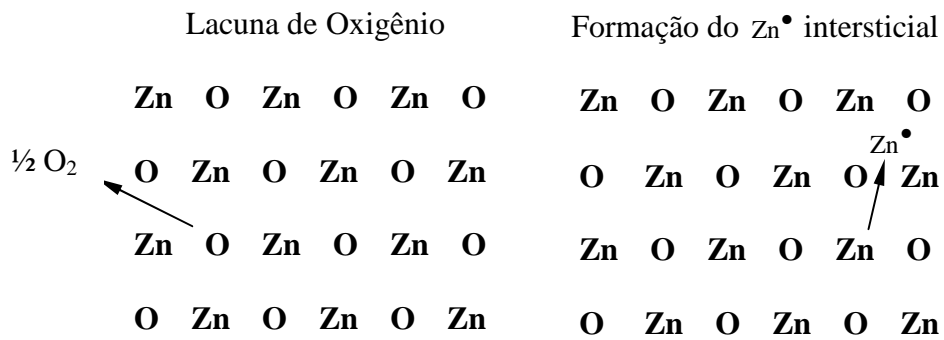 Lacuna de Oxigênio
Zn O Zn O Zn O
½ O₂
O Zn O Zn O Zn
Zn O Zn O Zn O
O Zn O Zn O Zn
Formação do Zn• intersticial
Zn O Zn O Zn O
Zn•
O Zn O Zn O Zn
Zn O Zn O Zn O
O Zn O Zn O Zn